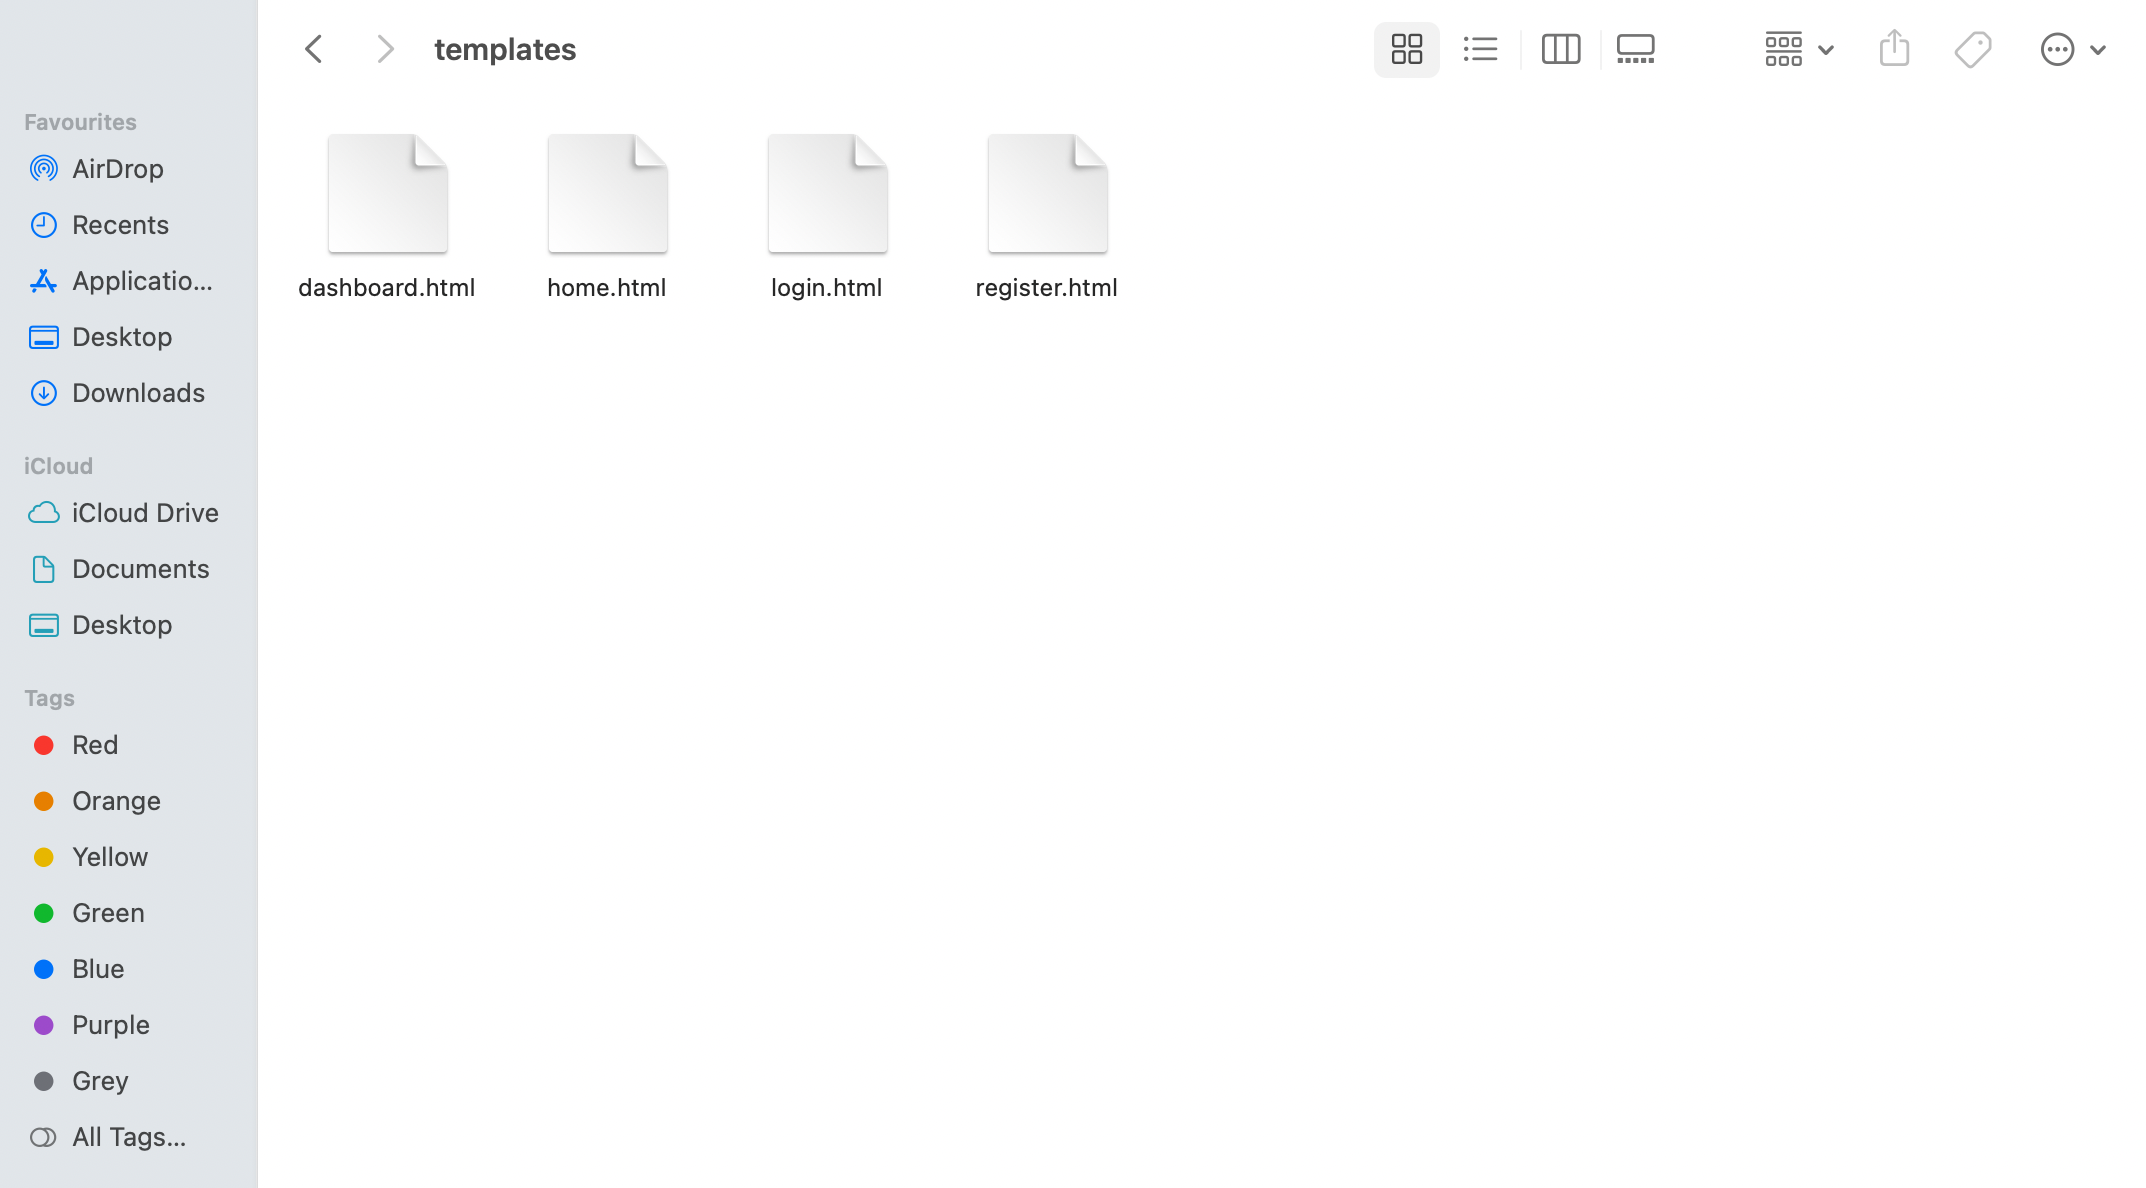 templates
Favourites
AirDrop
Recents
Applicatio...
Desktop
Downloads
iCloud
iCloud Drive
Documents
Desktop
Tags
Red
Orange
Yellow
Green
Blue
Purple
Grey
All Tags...
dashboard.html
home.html
login.html
register.html